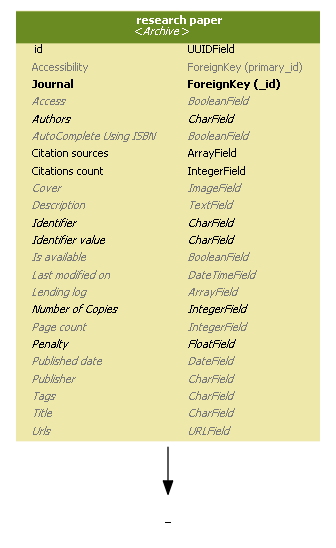 research paper
<Archive>
id UUIDField
Accessibility ForeignKey (primary_id)
Journal ForeignKey (_id)
Access BooleanField
Authors CharField
AutoComplete Using ISBN BooleanField
Citation sources ArrayField
Citations count IntegerField
Cover ImageField
Description TextField
Identifier CharField
Identifier value CharField
Is available BooleanField
Last modified on DateTimeField
Lending log ArrayField
Number of Copies IntegerField
Page count IntegerField
Penalty FloatField
Published date DateField
Publisher CharField
Tags CharField
Title CharField
Urls URLField
_